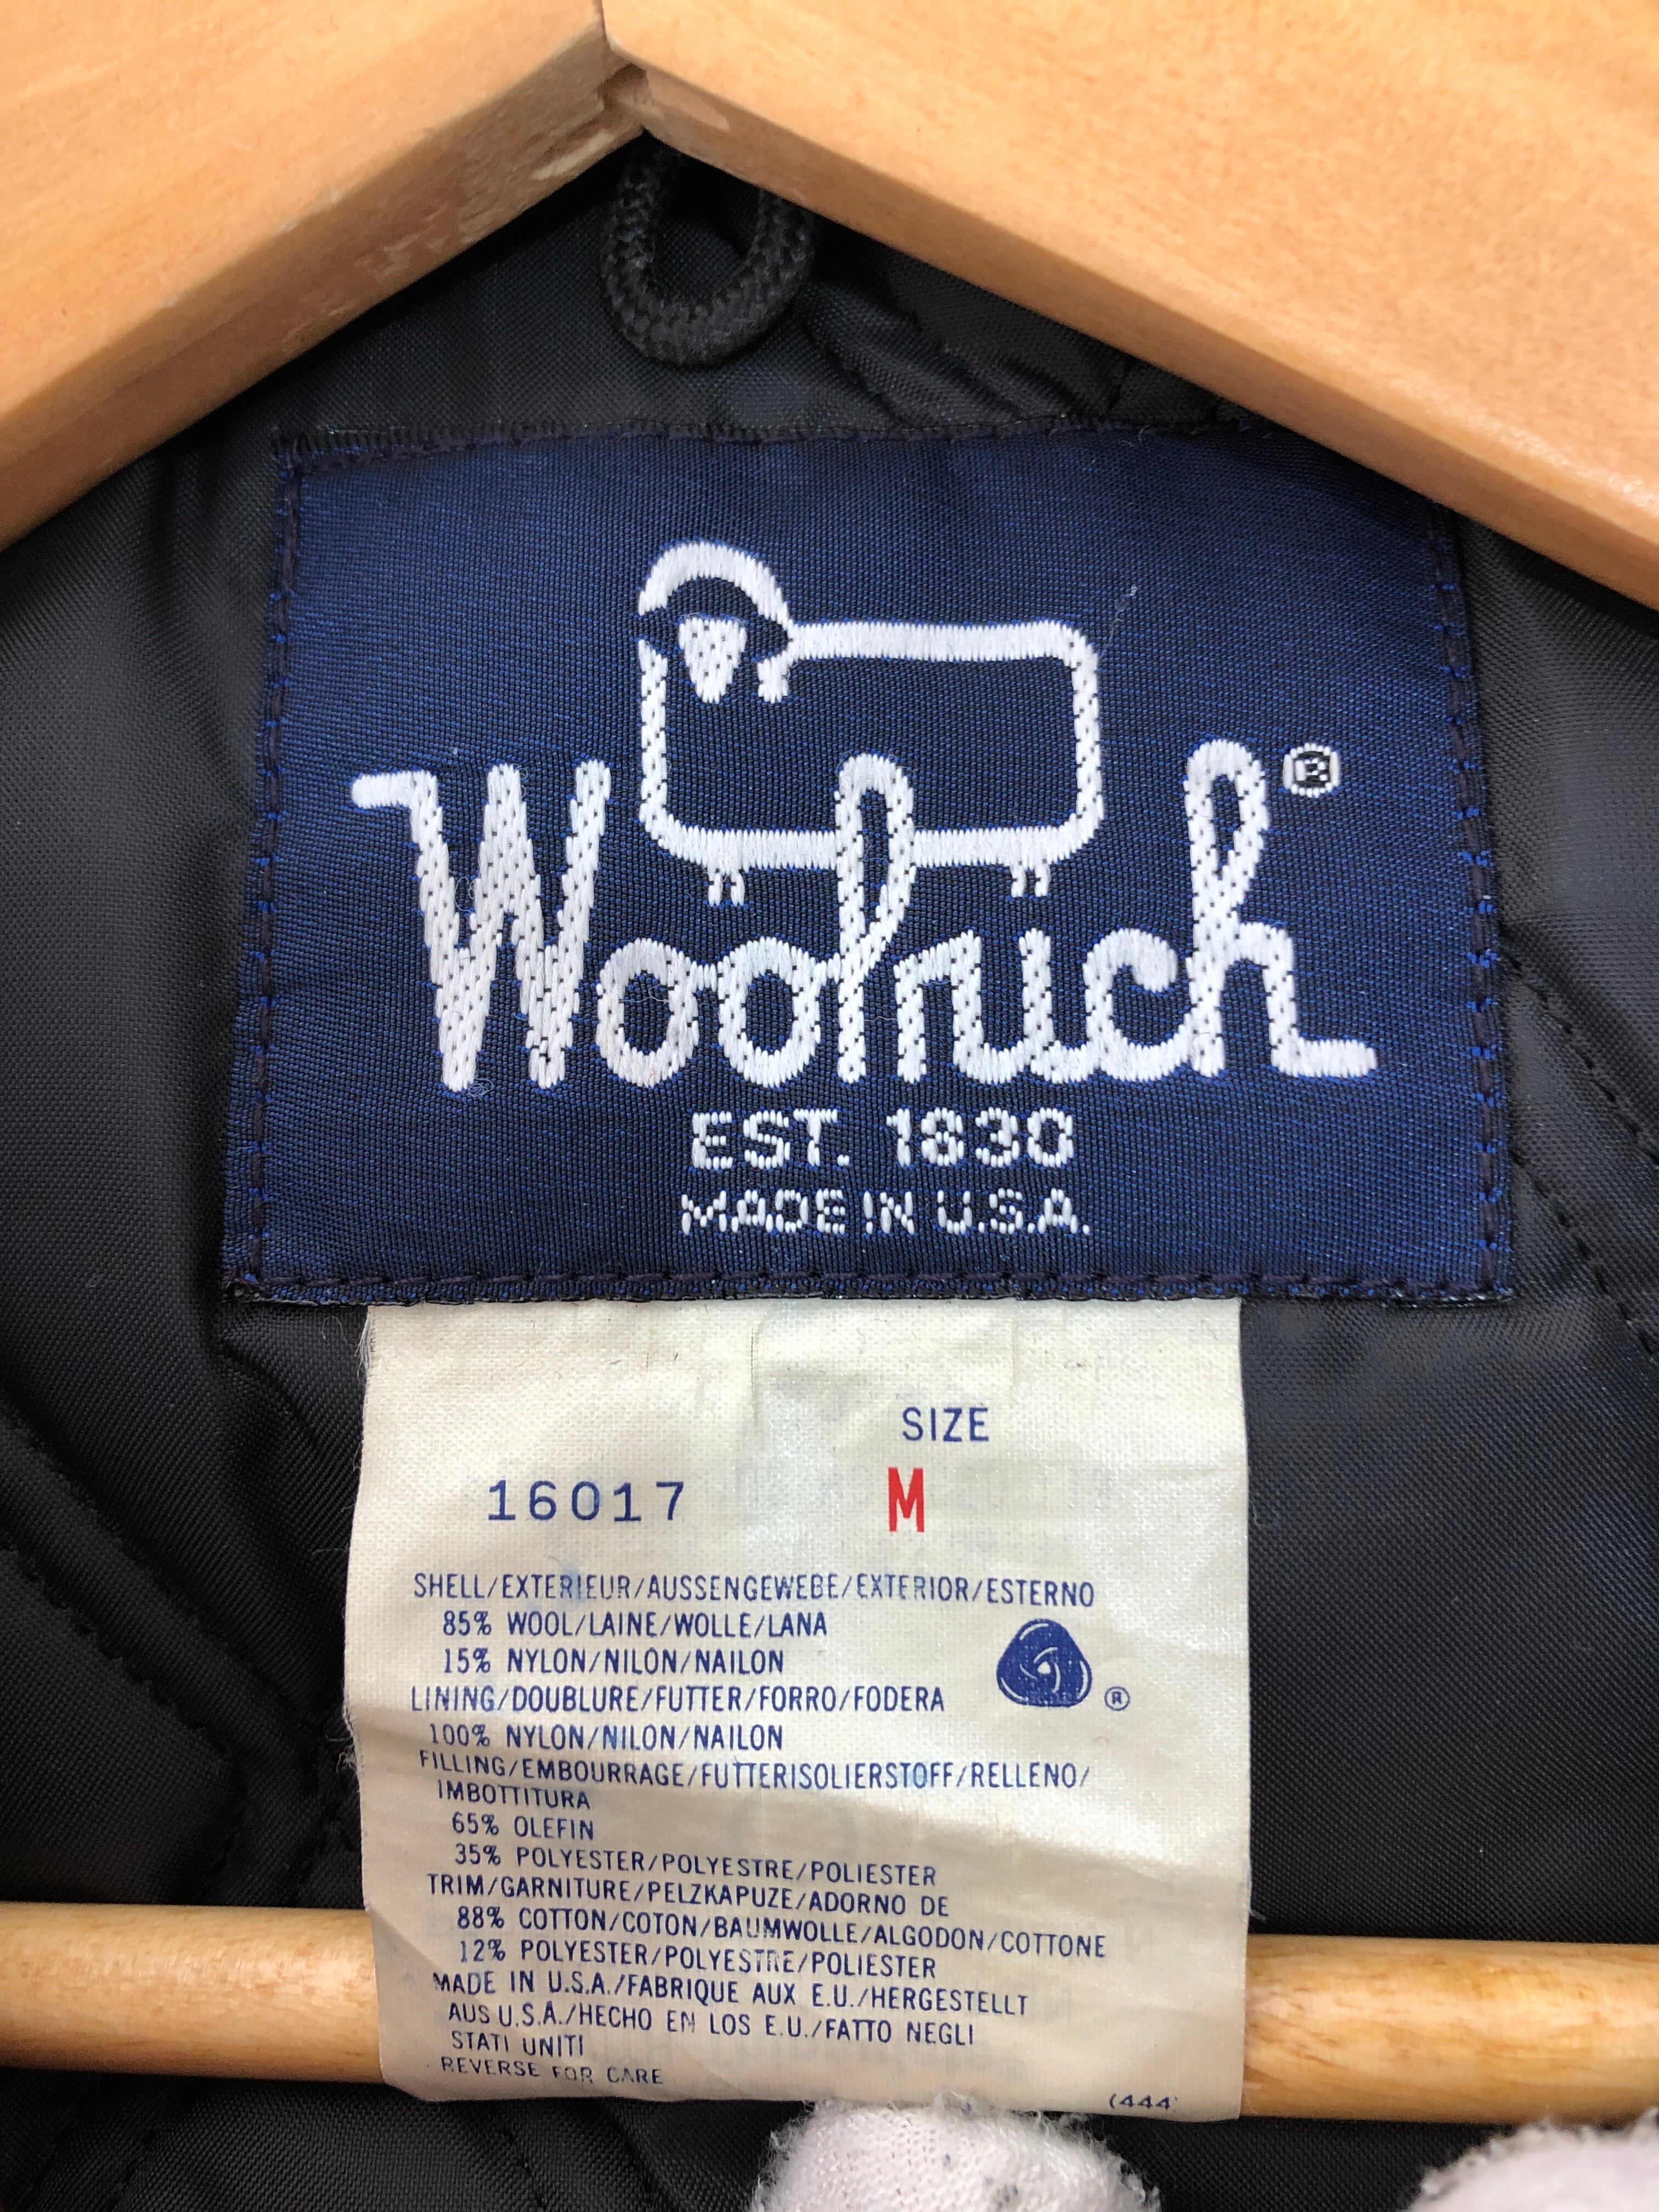 Woolrich ®
EST. 1830
MADE IN U.S.A.
SIZE
16017 M
SHELL/EXTERIEUR/AUSSENGEWEBE/EXTERIOR/ESTERNO
85% WOOL/LAINE/WOLLE/LANA
15% NYLON/NILON/NAILON
LINING/DOUBLURE/FUTTER/FORRO/FODERA
®
100% NYLON/NILON/NAILON
FILLING/EMBOURRAGE/FUTTERISOLIERSTOFF/RELLENO/
IMBOTTITURA
65% OLEFIN
35% POLYESTER/POLYESTRE/POLIESTER
TRIM/GARNITURE/PELZKAPUZE/ADORNO DE
88% COTTON/COTON/BAUMWOLLE/ALGODON/COTTONE
12% POLYESTER/POLYESTRE/POLIESTER
MADE IN U.S.A./FABRIQUE AUX E.U./HERGESTELLT
AUS U.S.A./HECHO EN LOS E.U./FATTO NEGLI
STATI UNITI
REVERSE FOR CARE
(444)